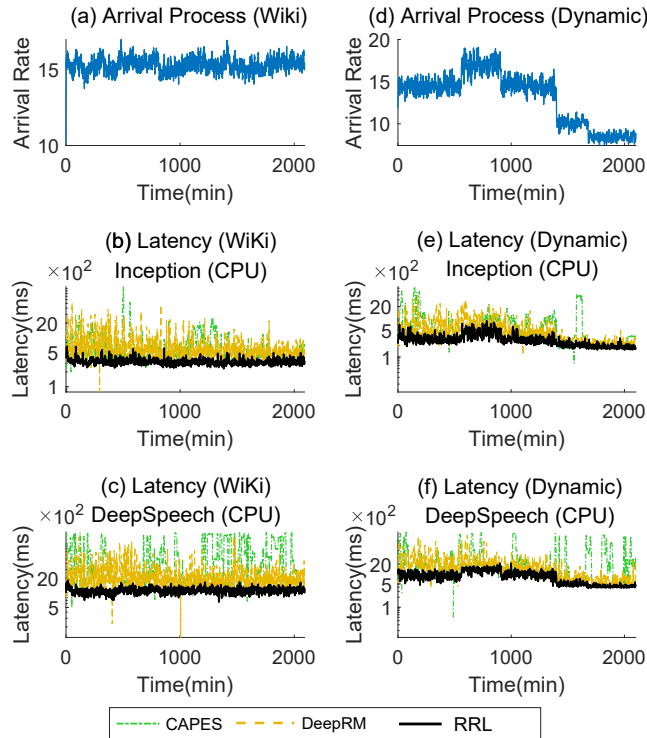 (a) Arrival Process (Wiki)
Arrival Rate
15
10
0
1000
2000
Time(min)
(d) Arrival Process (Dynamic)
Arrival Rate
20
15
10
0
1000
2000
Time(min)
(b) Latency (WiKi)
Inception (CPU)
×10²
Latency(ms)
20
5
1
0
1000
2000
Time(min)
(e) Latency (Dynamic)
Inception (CPU)
×10²
Latency(ms)
20
5
1
0
1000
2000
Time(min)
(c) Latency (WiKi)
DeepSpeech (CPU)
×10²
Latency(ms)
20
5
0
1000
2000
Time(min)
(f) Latency (Dynamic)
DeepSpeech (CPU)
×10²
Latency(ms)
20
5
1
0
1000
2000
Time(min)
CAPES
DeepRM
RRL